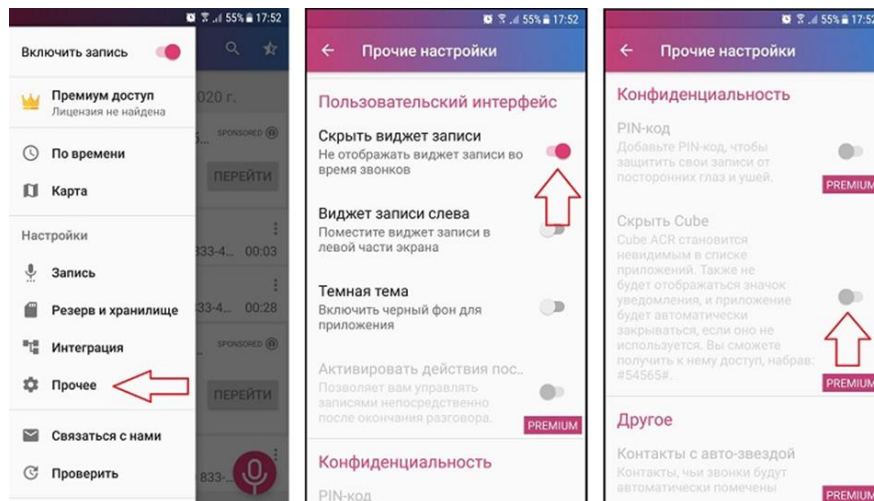 55% 17:52
Включить запись
Премиум доступ
Лицензия не найдена
По времени
Карта
Настройки
Запись
Резерв и хранилище
Интеграция
Прочее
Связаться с нами
Проверить
020 г.
SPONSORED
ПЕРЕЙТИ
333-4... 00:03
33-4... 00:28
SPONSORED
ПЕРЕЙТИ
833-
55% 17:52
Прочие настройки
Пользовательский интерфейс
Скрыть виджет записи
Не отображать виджет записи во
время звонков
Виджет записи слева
Поместите виджет записи в
левой части экрана
Темная тема
Включить черный фон для
приложения
Активировать действия пос..
Позволяет вам управлять
записями непосредственно
после окончания разговора.
PREMIUM
Конфиденциальность
PIN-код
55% 17:52
Прочие настройки
Конфиденциальность
PIN-код
Добавьте PIN-код, чтобы
защитить свои записи от
посторонних глаз и ушей.
PREMIUM
Скрыть Cube
Cube ACR становится
невидимым в списке
приложений. Также не
будет отображаться значок
уведомления, и приложение
будет автоматически
закрываться, если оно не
используется. Вы сможете
получить к нему доступ, набрав:
#54565#.
PREMIUM
Другое
Контакты с авто-звездой
Контакты, чьи звонки будут
автоматически помечены
PREMIUM